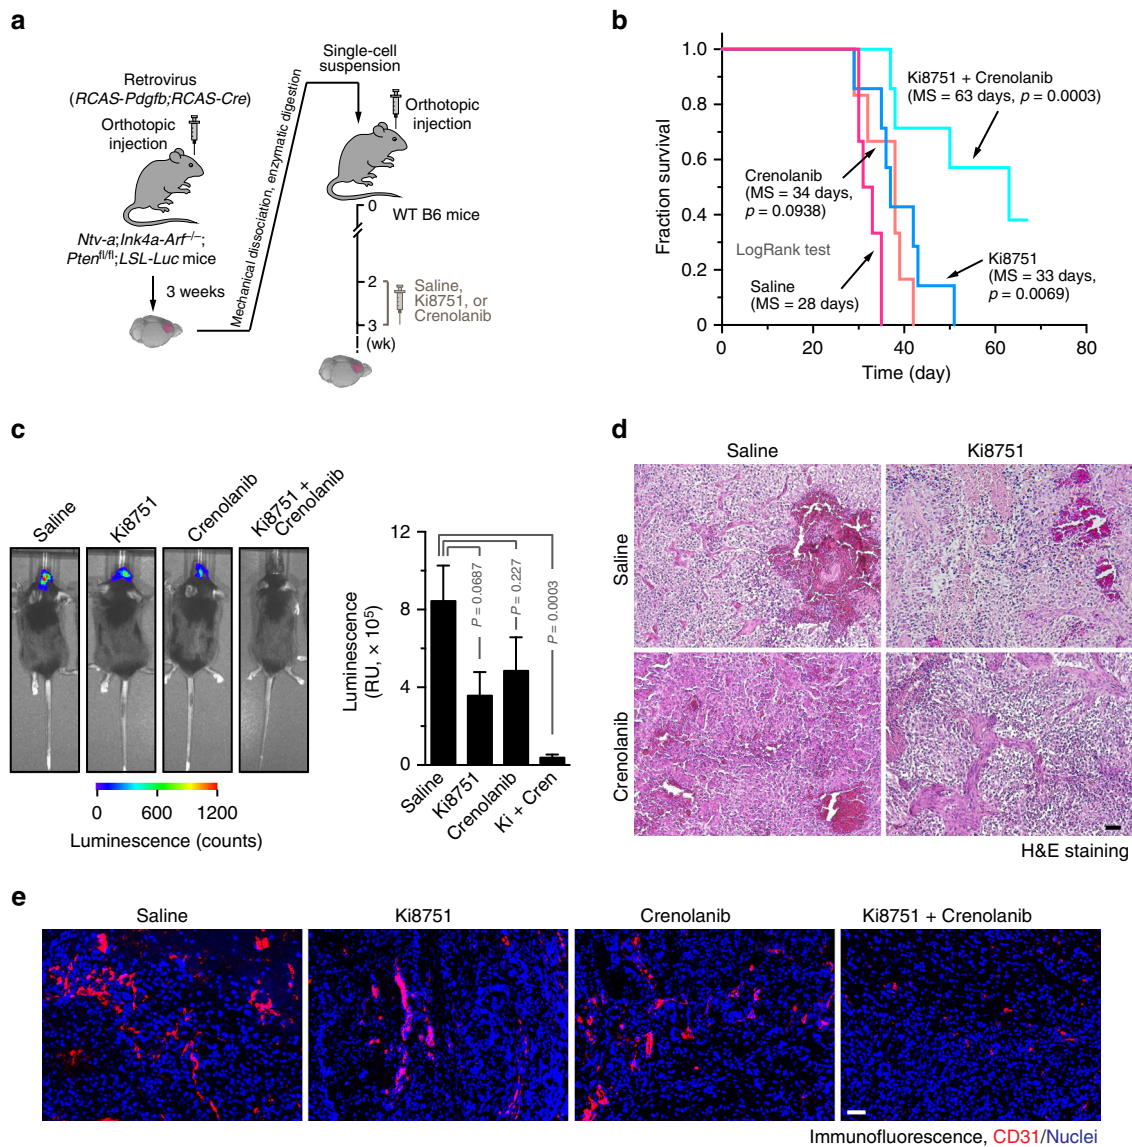 a
Retrovirus
(RCAS-Pdgfb;RCAS-Cre)
Orthotopic
injection
Ntv-a;Ink4a-Arf–/–;
Ptenfl/fl;LSL-Luc mice
3 weeks
Mechanical dissociation, enzymatic digestion
Single-cell
suspension
Orthotopic
injection
0
WT B6 mice
2
Saline,
Ki8751, or
Crenolanib
3
(wk)
b
Fraction survival
1.0
0.8
0.6
0.4
0.2
0
0
20
40
60
80
Time (day)
Ki8751 + Crenolanib
(MS = 63 days, p = 0.0003)
Crenolanib
(MS = 34 days,
p = 0.0938)
LogRank test
Saline
(MS = 28 days)
Ki8751
(MS = 33 days,
p = 0.0069)
c
Saline
Ki8751
Crenolanib
Ki8751 +
Crenolanib
0
600
1200
Luminescence (counts)
Luminescence
(RU, × 10⁵)
12
8
4
0
P = 0.0687
P = 0.227
P = 0.0003
Saline
Ki8751
Crenolanib
Ki + Cren
d
Saline
Ki8751
Saline
Crenolanib
H&E staining
e
Saline
Ki8751
Crenolanib
Ki8751 + Crenolanib
Immunofluorescence, CD31/Nuclei